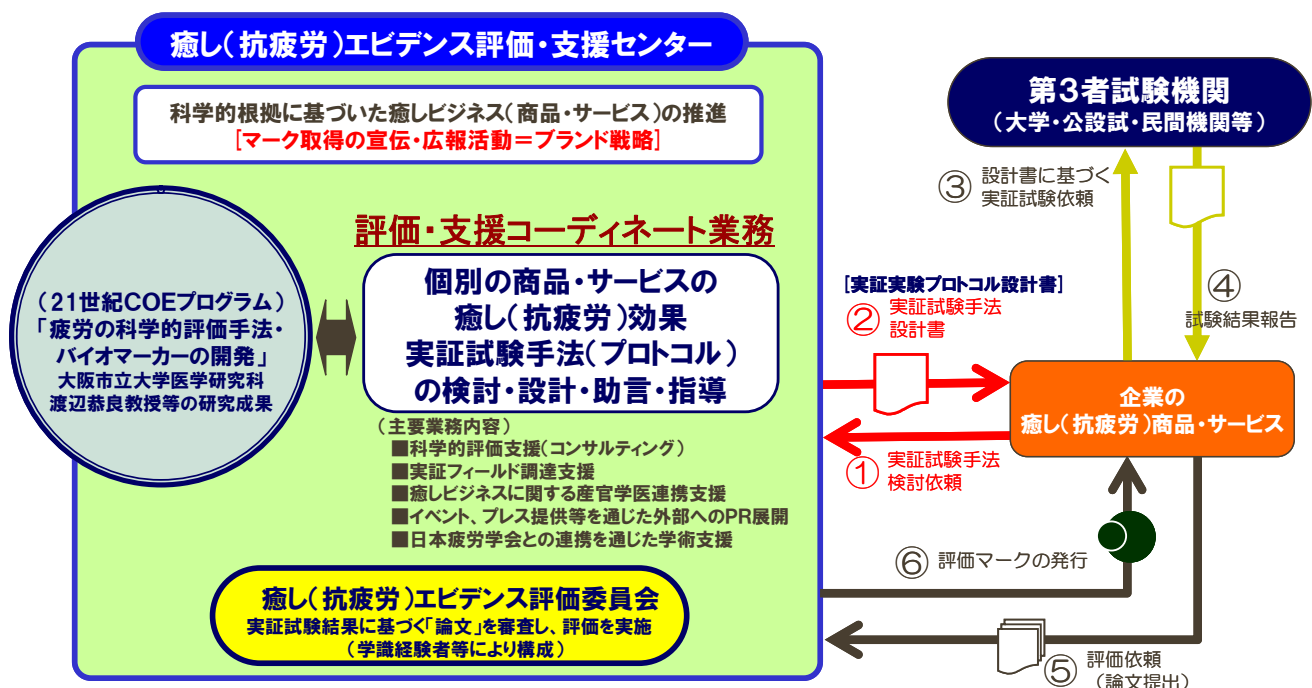 癒し(抗疲労)エビデンス評価・支援センター
科学的根拠に基づいた癒しビジネス(商品・サービス)の推進
[マーク取得の宣伝・広報活動=ブランド戦略]
(21世紀COEプログラム)
「疲労の科学的評価手法・
バイオマーカーの開発」
大阪市立大学医学研究科
渡辺恭良教授等の研究成果
評価・支援コーディネート業務
個別の商品・サービスの
癒し(抗疲労)効果
実証試験手法(プロトコル)
の検討・設計・助言・指導
(主要業務内容)
■科学的評価支援(コンサルティング)
■実証フィールド調達支援
■癒しビジネスに関する産官学医連携支援
■イベント、プレス提供等を通じた外部へのPR展開
■日本疲労学会との連携を通じた学術支援
癒し(抗疲労)エビデンス評価委員会
実証試験結果に基づく「論文」を審査し、評価を実施
(学識経験者等により構成)
第3者試験機関
(大学・公設試・民間機関等)
③ 設計書に基づく
実証試験依頼
④
試験結果報告
[実証実験プロトコル設計書]
② 実証試験手法
設計書
企業の
癒し(抗疲労)商品・サービス
① 実証試験手法
検討依頼
⑥ 評価マークの発行
⑤ 評価依頼
(論文提出)